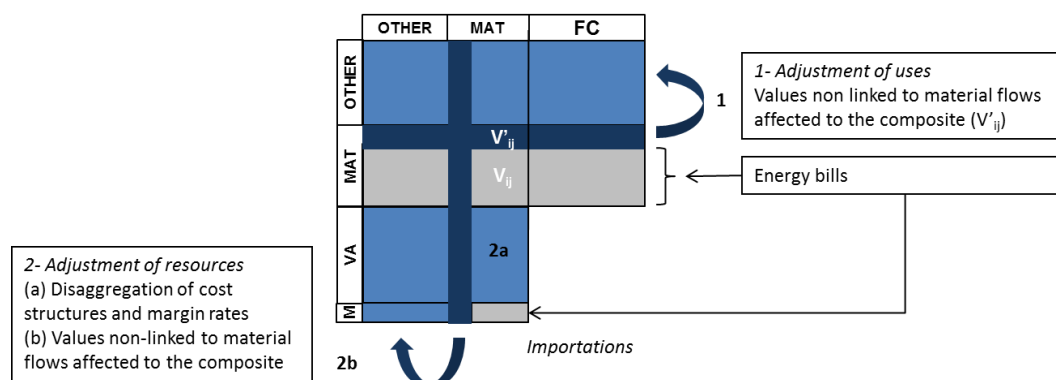 OTHER MAT FC
OTHER
MAT
VA
M
V'ij
Vij
2a
1
2b
1- Adjustment of uses
Values non linked to material flows
affected to the composite (V'ij)
Energy bills
2- Adjustment of resources
(a) Disaggregation of cost
structures and margin rates
(b) Values non-linked to material
flows affected to the composite
Importations